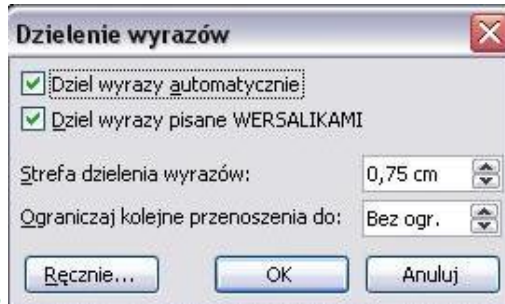 Dzielenie wyrazów
Dziel wyrazy automatycznie
Dziel wyrazy pisane WERSALIKAMI
Strefa dzielenia wyrazów: 0,75 cm
Ograniczaj kolejne przenoszenia do: Bez ogr.
Ręcznie... OK Anuluj